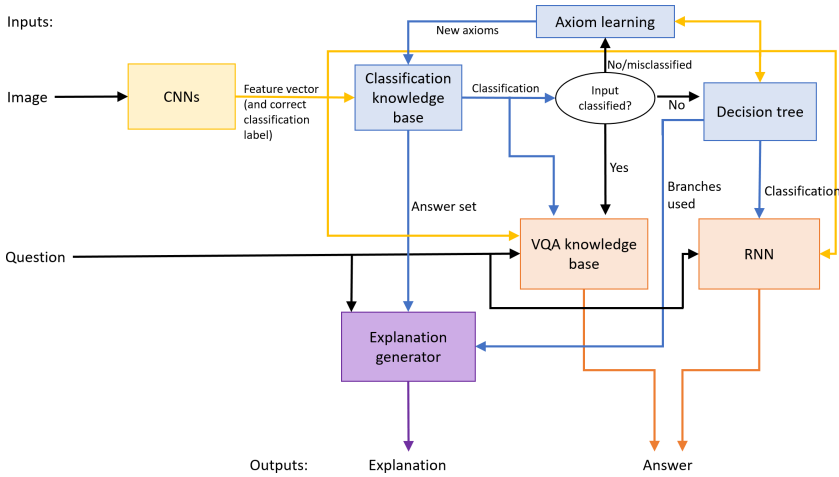 Inputs:
Axiom learning
New axioms
No/misclassified
Image
CNNs
Feature vector
(and correct
classification
label)
Classification
knowledge
base
Classification
Input
classified?
No
Decision tree
Yes
Branches
used
Classification
Answer set
Question
VQA knowledge
base
RNN
Explanation
generator
Outputs:
Explanation
Answer